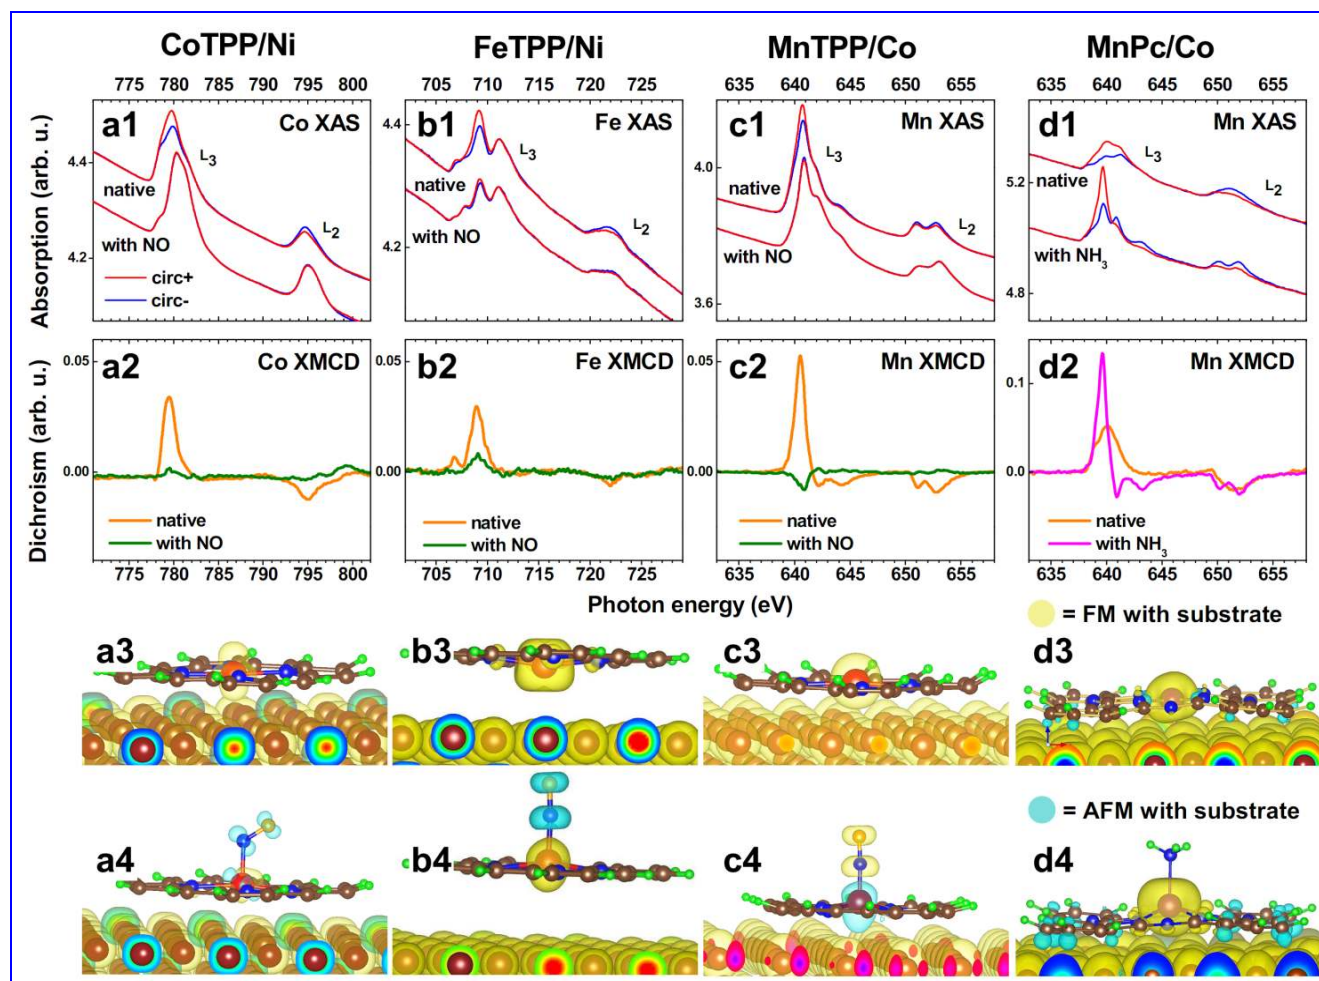 CoTPP/Ni FeTPP/Ni MnTPP/Co MnPc/Co
775 780 785 790 795 800 705 710 715 720 725 635 640 645 650 655 635 640 645 650 655
a1 Co XAS b1 Fe XAS c1 Mn XAS d1 Mn XAS
Absorption (arb. u.)
4.4
4.2
L3
L2
native
with NO
circ+
circ-
4.4
4.2
L3
L2
native
with NO
4.0
3.6
L3
L2
native
with NO
5.2
4.8
L3
L2
native
with NH3
a2 Co XMCD b2 Fe XMCD c2 Mn XMCD d2 Mn XMCD
Dichroism (arb. u.)
0.05
0.00
native
with NO
0.05
0.00
native
with NO
0.05
0.00
native
with NO
0.1
0.0
native
with NH3
775 780 785 790 795 800 705 710 715 720 725 635 640 645 650 655 635 640 645 650 655
Photon energy (eV)
= FM with substrate
a3 b3 c3 d3
= AFM with substrate
a4 b4 c4 d4